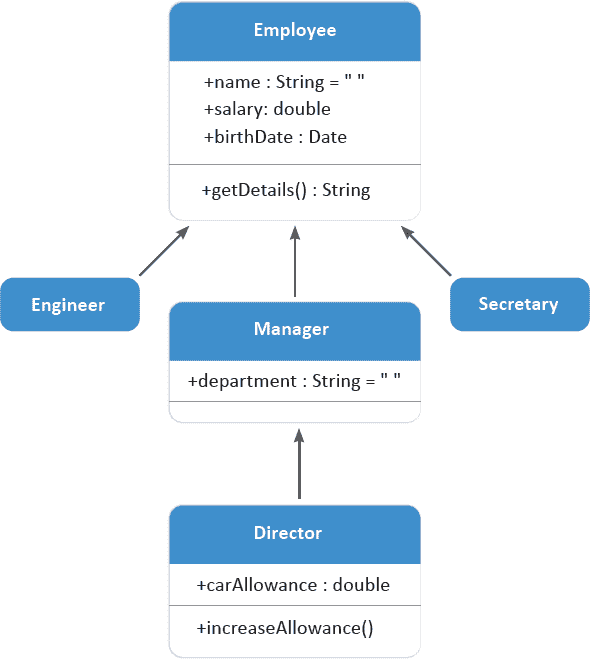 Employee
+name : String = " "
+salary: double
+birthDate : Date
+getDetails() : String
Engineer
Manager
Secretary
+department : String = " "
Director
+carAllowance : double
+increaseAllowance()